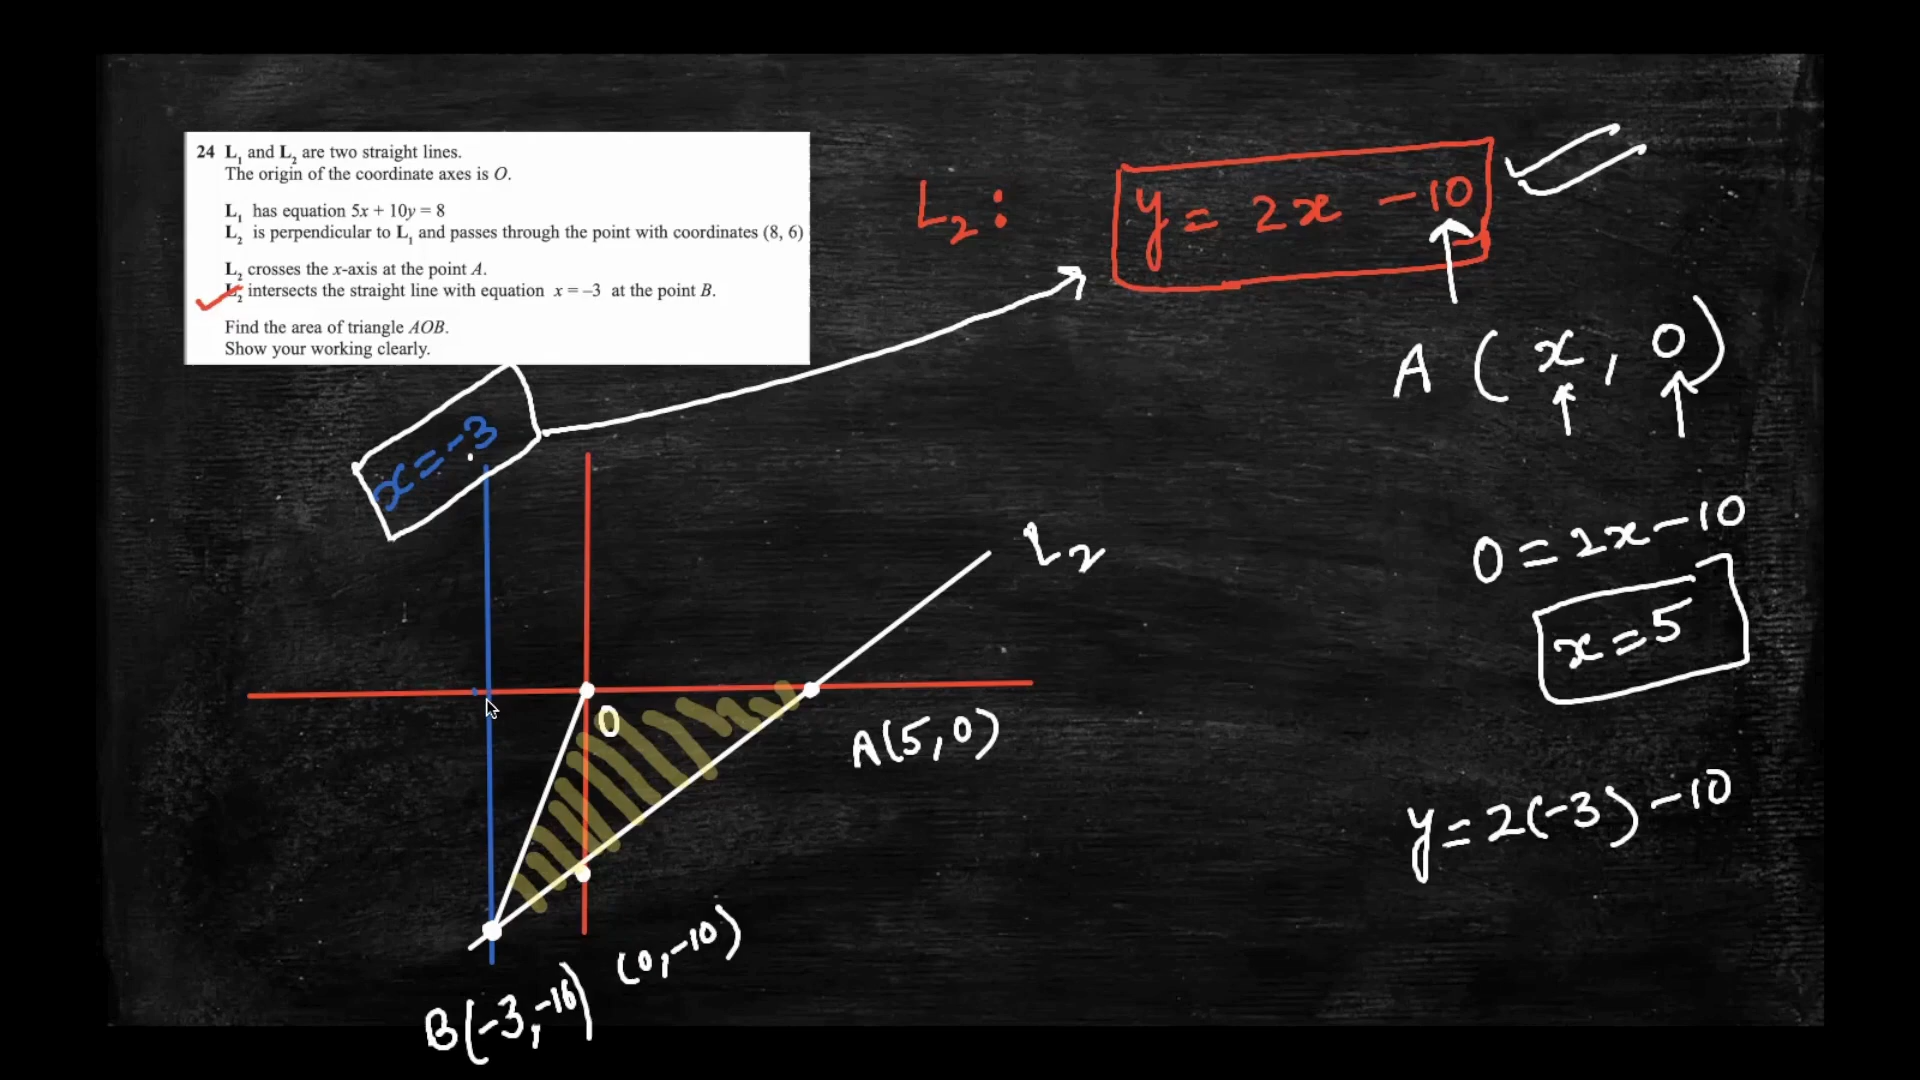 24 L₁ and L₂ are two straight lines.
The origin of the coordinate axes is O.
L₁ has equation 5x + 10y = 8
L₂ is perpendicular to L₁ and passes through the point with coordinates (8, 6)
L₂ crosses the x-axis at the point A.
L₂ intersects the straight line with equation x = –3 at the point B.
Find the area of triangle AOB.
Show your working clearly.
L₂: y = 2x - 10
A (x, 0)
x = -3
0 = 2x - 10
x = 5
L₂
O
A(5, 0)
y = 2(-3) - 10
(0, -10)
B(-3, -16)